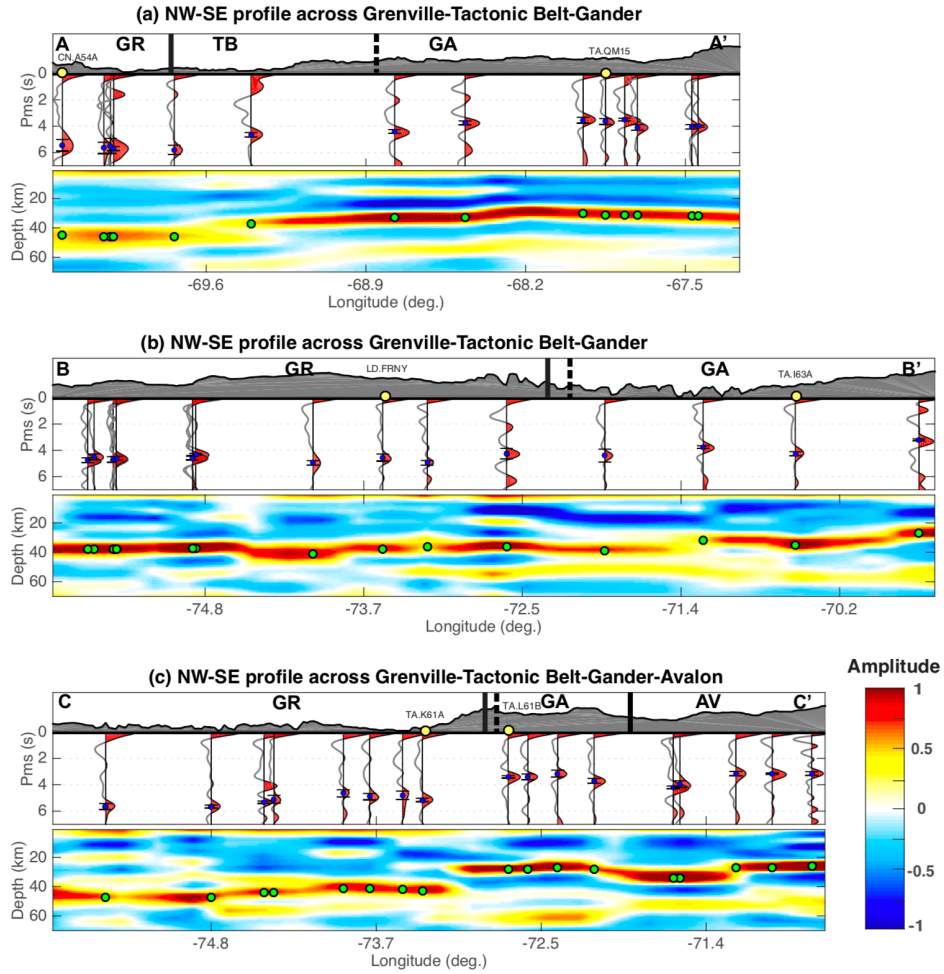 (a) NW-SE profile across Grenville-Tactonic Belt-Gander
A GR TB GA A’
CN.A54A TA.QM15
Pms (s)
0
2
4
6
Depth (km)
20
40
60
-69.6 -68.9 -68.2 -67.5
Longitude (deg.)
(b) NW-SE profile across Grenville-Tactonic Belt-Gander
B GR LD.FRNY GA TA.I63A B’
Pms (s)
0
2
4
6
Depth (km)
20
40
60
-74.8 -73.7 -72.5 -71.4 -70.2
Longitude (deg.)
(c) NW-SE profile across Grenville-Tactonic Belt-Gander-Avalon
C GR TA.K61A TA.L61B GA AV C’
Pms (s)
0
2
4
6
Depth (km)
20
40
60
-74.8 -73.7 -72.5 -71.4
Longitude (deg.)
Amplitude
1
0.5
0
-0.5
-1